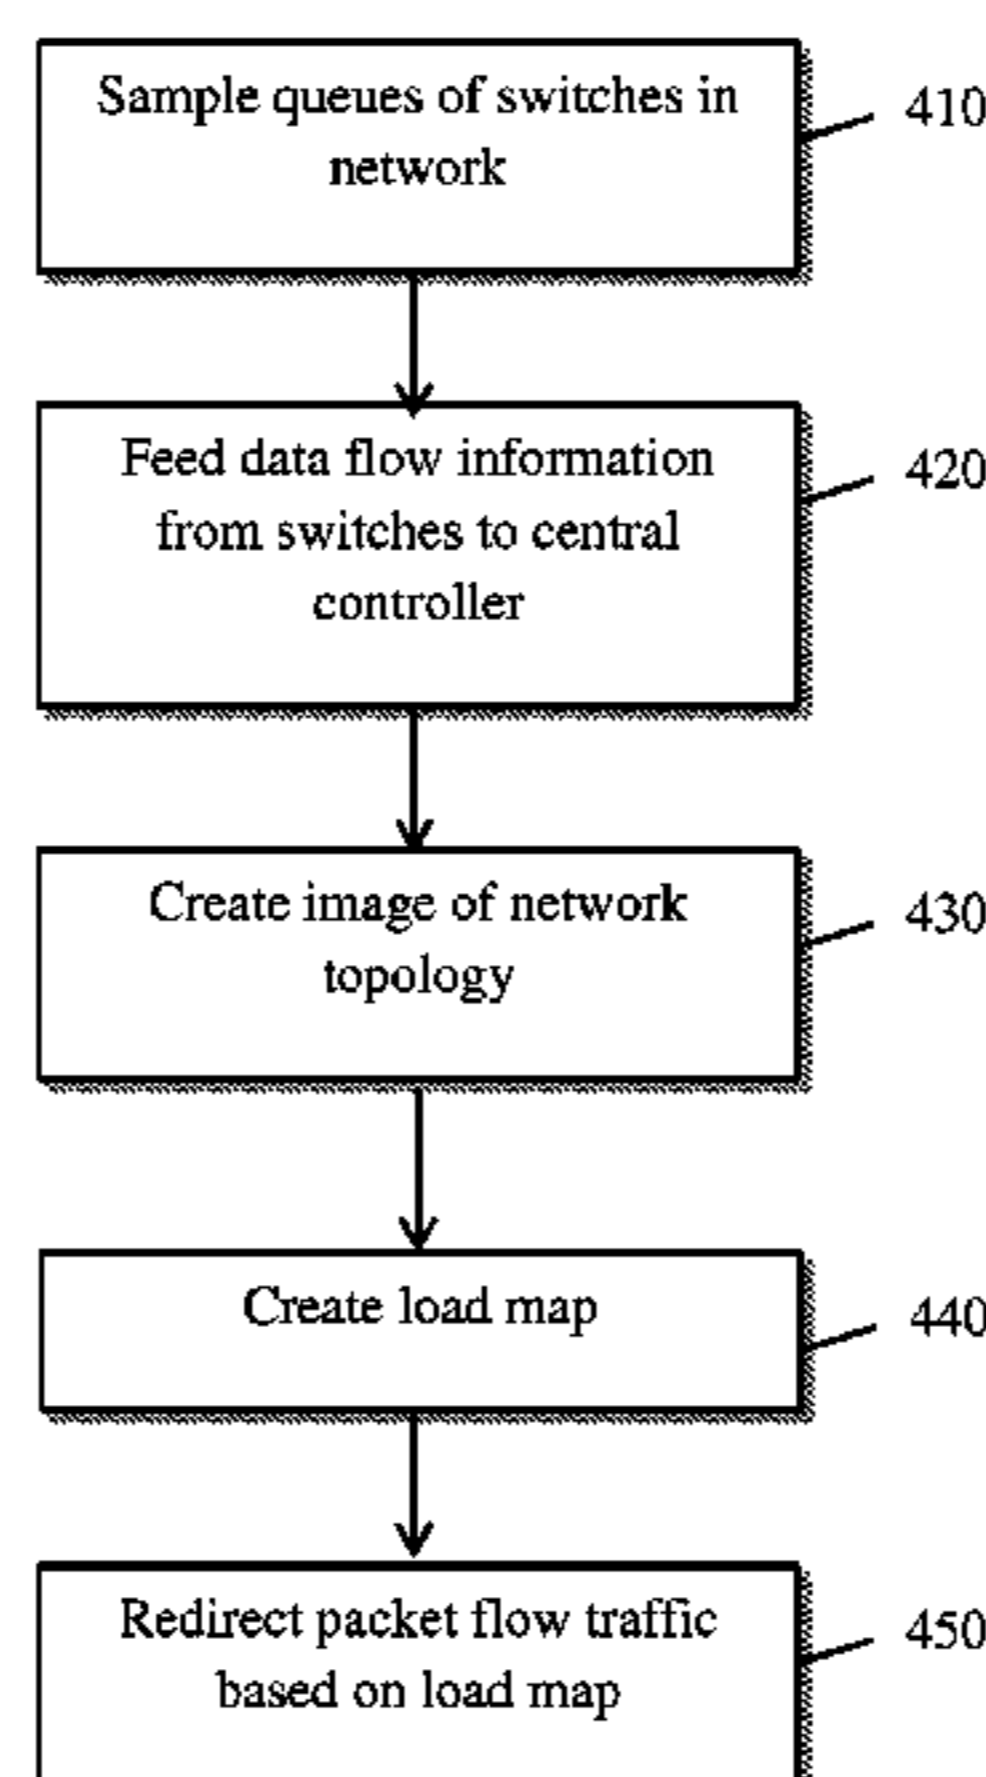 Sample queues of switches in
network
410
Feed data flow information
from switches to central
controller
420
Create image of network
topology
430
Create load map
440
Redirect packet flow traffic
based on load map
450